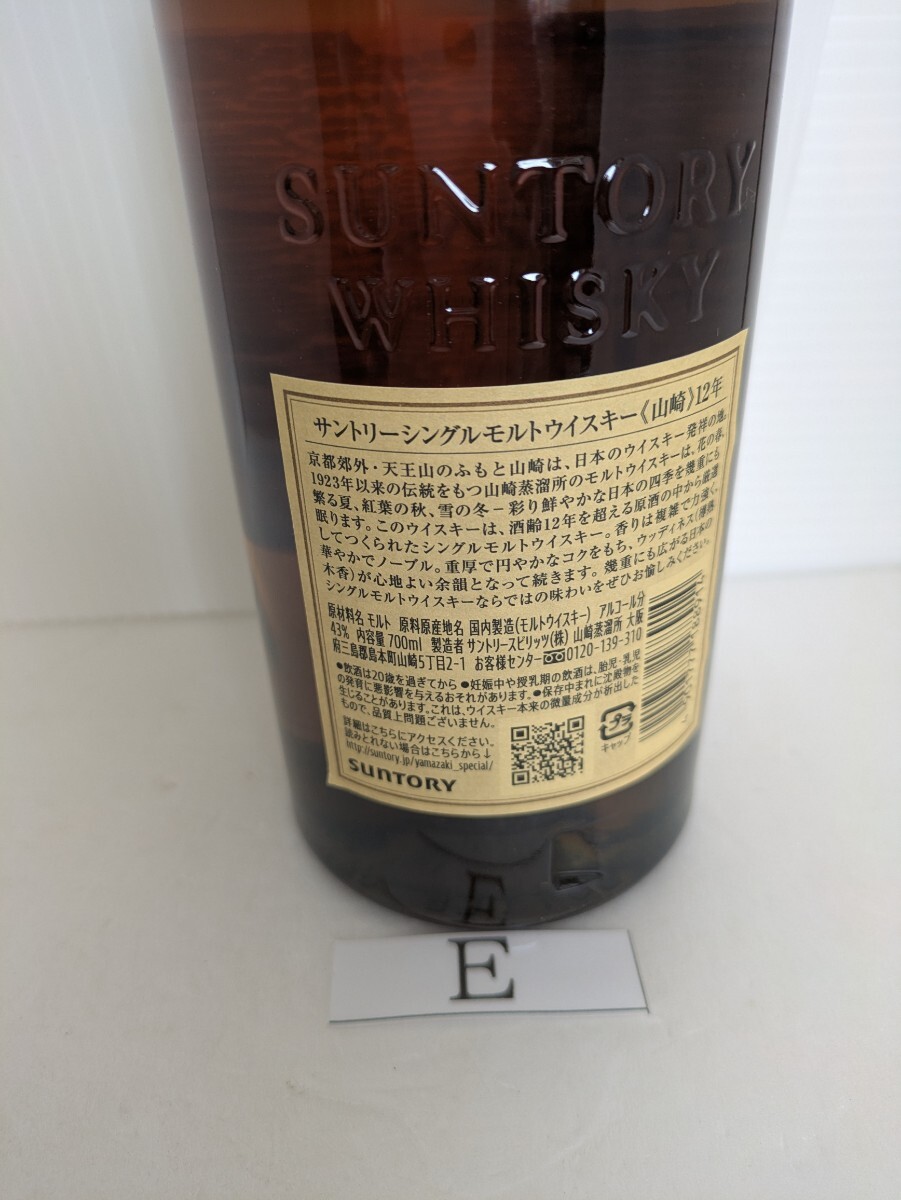 SUNTORY
WHISKY
サントリーシングルモルトウイスキー《山崎》12年
京都郊外・天王山のふもと山崎は、日本のウイスキー発祥の地。
1923年以来の伝統をもつ山崎蒸溜所のモルトウイスキーは、花の春、
繁る夏、紅葉の秋、雪の冬−彩り鮮やかな日本の四季を幾重にも
眠ります。このウイスキーは、酒齢12年を超える原酒の中から厳選
してつくられたシングルモルトウイスキー。香りは複雑で力強く、
華やかでノーブル。重厚で円やかなコクをもち、ウッディネス(樽熟
木香)が心地よい余韻となって続きます。幾重にも広がる日本の
シングルモルトウイスキーならではの味わいをぜひお愉しみください。
原材料名 モルト 原料原産地名 国内製造(モルトウイスキー) アルコール分
43% 内容量 700ml 製造者 サントリースピリッツ(株) 山崎蒸溜所 大阪
府三島郡島本町山崎5丁目2-1 お客様センター 0120-139-310
●飲酒は20歳を過ぎてから ●妊娠中や授乳期の飲酒は、胎児・乳児
の発育に悪影響を与えるおそれがあります。●保存中まれに沈殿物を
生じることがあります。これは、ウイスキー本来の微量成分が析出した
もので、品質上問題ございません。
詳細はこちらにアクセスください。
読みとれない場合はこちらから↓
http://suntory.jp/yamazaki_special/
SUNTORY
プラ
キャップ
E